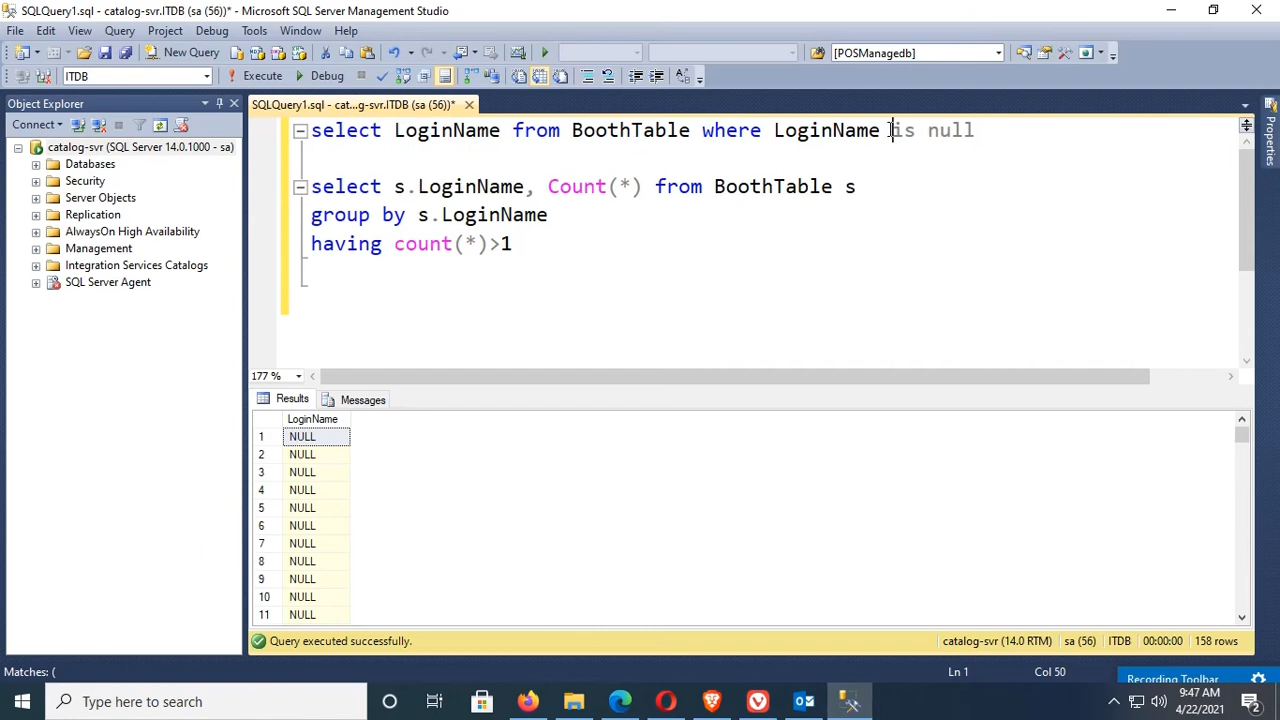 SQLQuery1.sql - catalog-svr.ITDB (sa (56))* - Microsoft SQL Server Management Studio
File Edit View Query Project Debug Tools Window Help
New Query [POSManagedb]
ITDB Execute Debug
Object Explorer
SQLQuery1.sql - cat...g-svr.ITDB (sa (56))*
Connect
catalog-svr (SQL Server 14.0.1000 - sa)
Databases
Security
Server Objects
Replication
AlwaysOn High Availability
Management
Integration Services Catalogs
SQL Server Agent
select LoginName from BoothTable where LoginName is null
select s.LoginName, Count(*) from BoothTable s
group by s.LoginName
having count(*)>1
177 %
Results Messages
LoginName
1 NULL
2 NULL
3 NULL
4 NULL
5 NULL
6 NULL
7 NULL
8 NULL
9 NULL
10 NULL
11 NULL
Query executed successfully. catalog-svr (14.0 RTM) sa (56) ITDB 00:00:00 158 rows
Properties
Matches: ( Ln 1 Col 50
Recording Toolbar
Type here to search
9:47 AM
4/22/2021
2